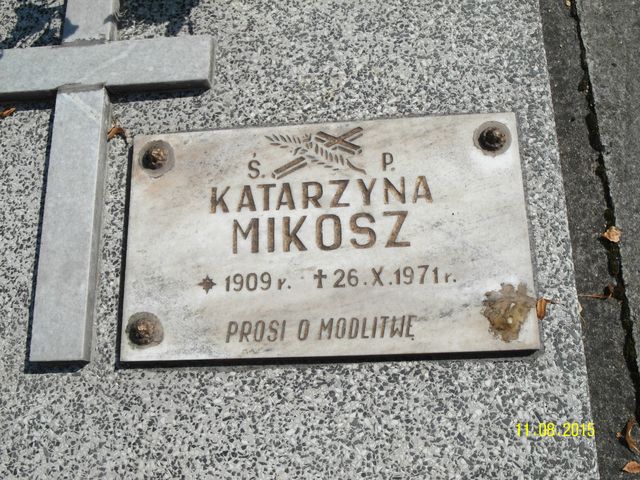 Ś. P.
KATARZYNA
MIKOSZ
* 1909 r. ✝ 26.X.1971 r.
PROSI O MODLITWĘ
11.08.2015